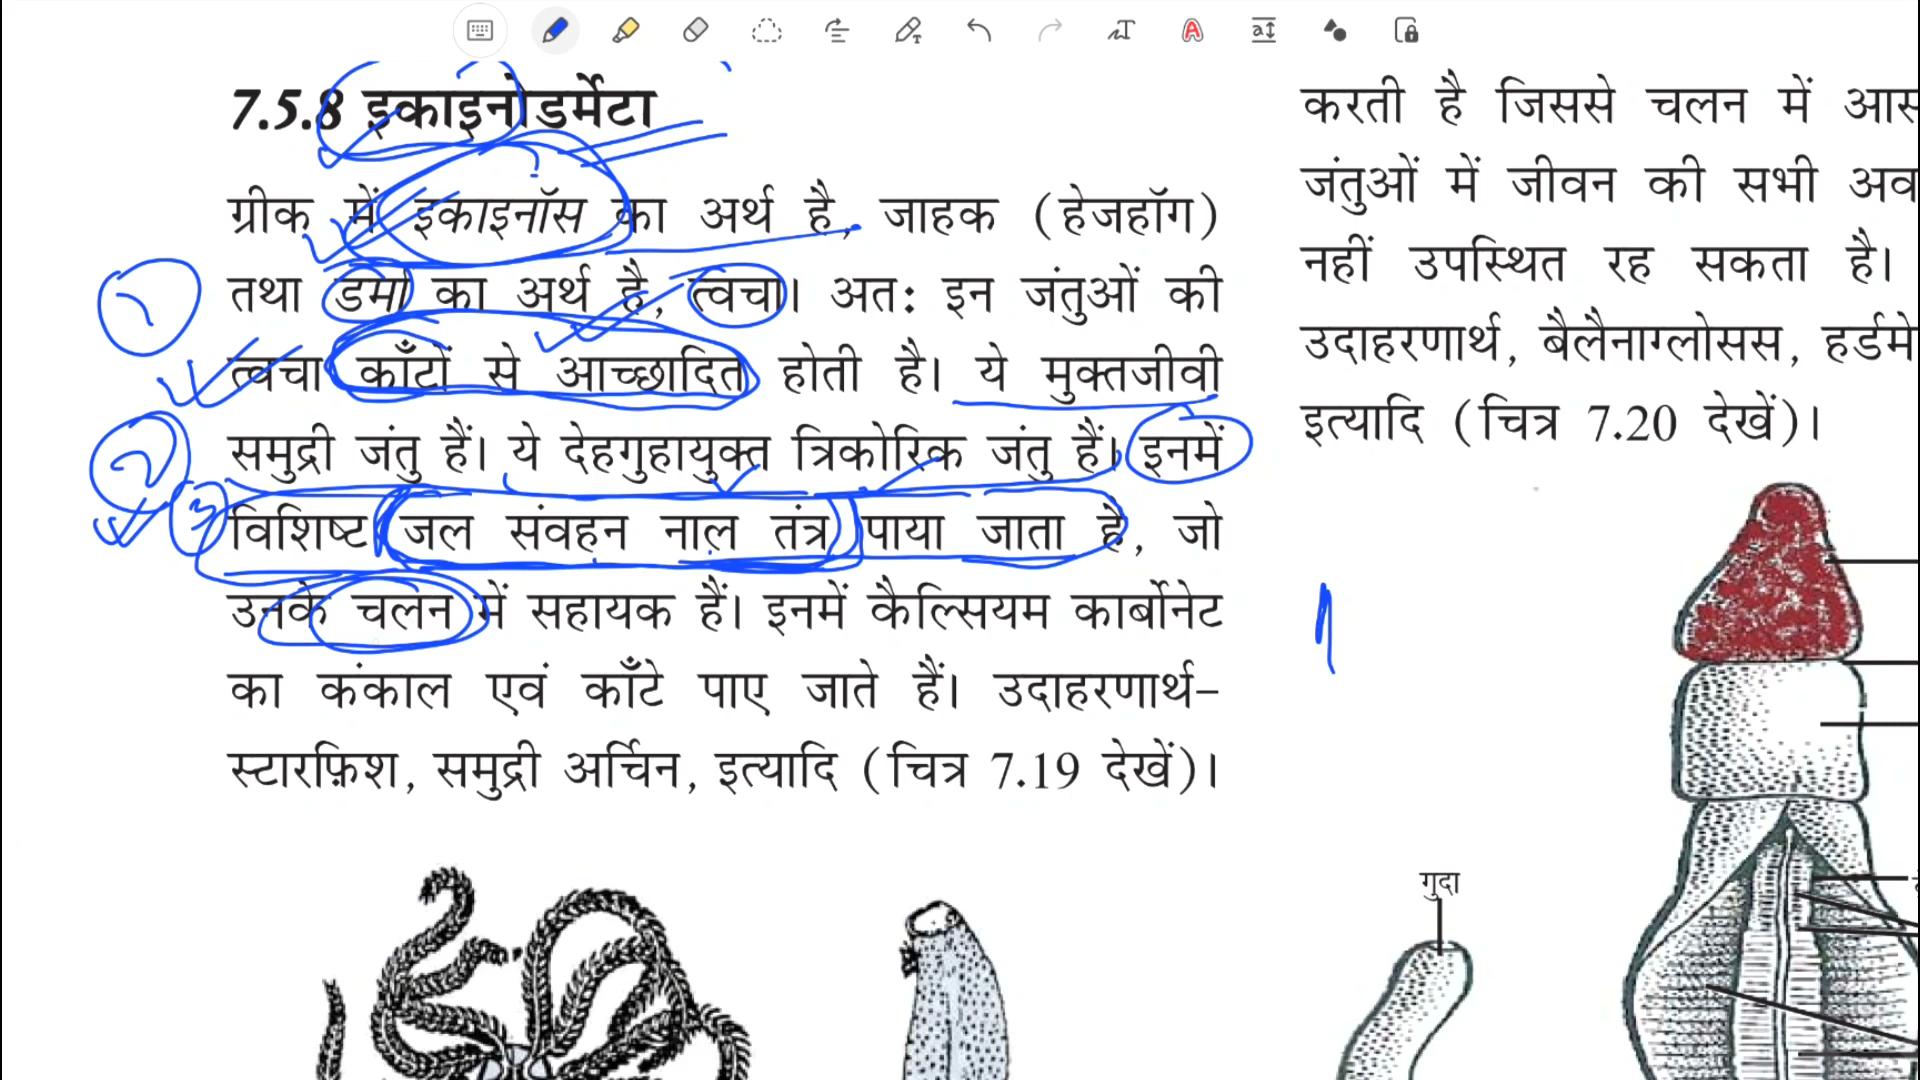 7.5.8 इकाइनोडर्मेटा
ग्रीक में इकाइनॉस का अर्थ है, जाहक (हेजहॉग)
तथा डर्मा का अर्थ है, त्वचा। अत: इन जंतुओं की
त्वचा काँटों से आच्छादित होती है। ये मुक्तजीवी
समुद्री जंतु हैं। ये देहगुहायुक्त त्रिकोरिक जंतु हैं। इनमें
विशिष्ट जल संवहन नाल तंत्र पाया जाता है, जो
उनके चलन में सहायक हैं। इनमें कैल्सियम कार्बोनेट
का कंकाल एवं काँटे पाए जाते हैं। उदाहरणार्थ–
स्टारफ़िश, समुद्री अर्चिन, इत्यादि (चित्र 7.19 देखें)।
करती है जिससे चलन में
जंतुओं में जीवन की सभी
नहीं उपस्थित रह सकता है।
उदाहरणार्थ, बैलैनाग्लोसस,
इत्यादि (चित्र 7.20 देखें)।
गुदा